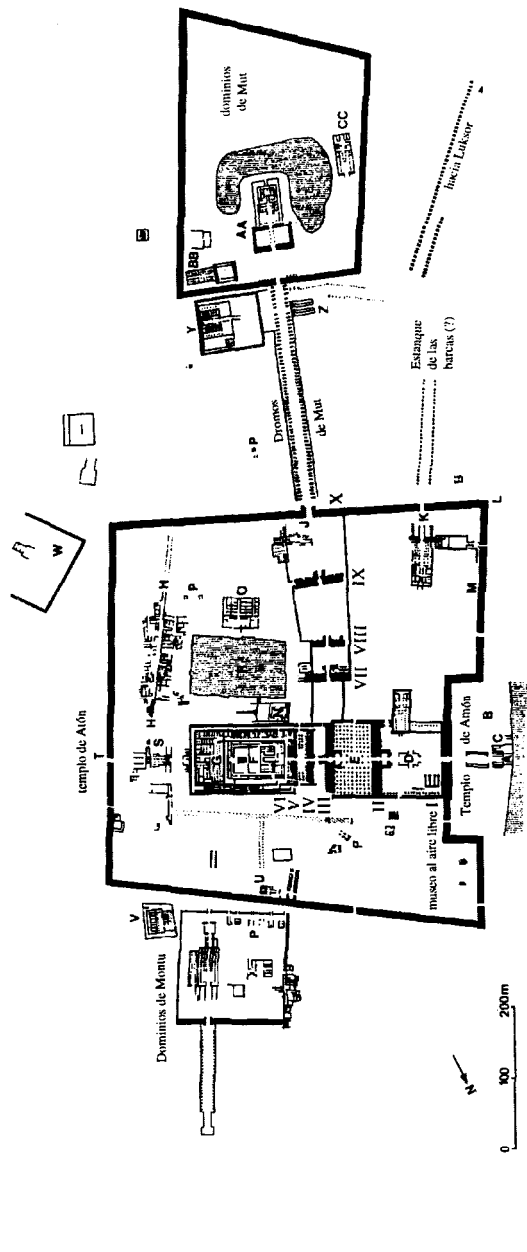 W
templo de Atón
T
V
H
H
S
P
Dominios de Montu
BB
Y
dominios
de Mut
AA
P
G
F
U
P
VI
V
IV
III
Dromos
de Mut
Z
X
J
IX
VIII
VII
CC
E
II
P
D
K
Estanque
de las
barcas (?)
hacia Luksor
museo al aire libre
I
B
L
M
Templo de Amón
B
C
N
0 100 200m